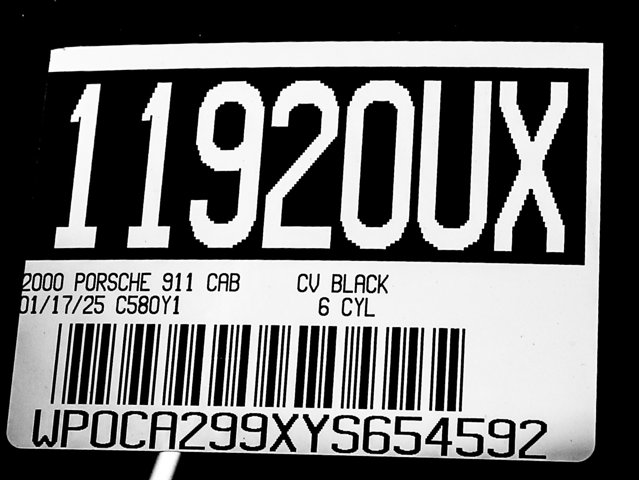 11920UX
2000 PORSCHE 911 CAB CV BLACK
01/17/25 C580Y1 6 CYL
WP0CA299XYS654592